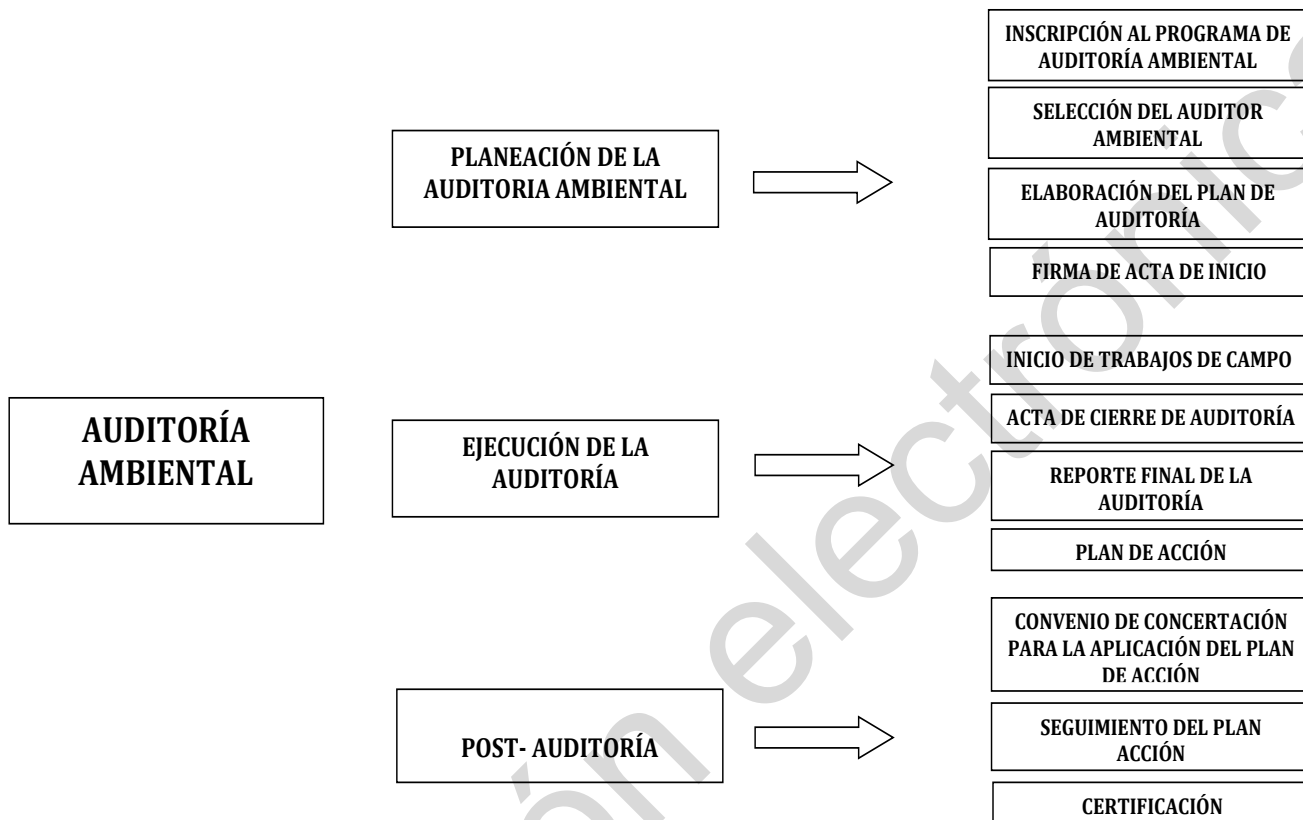 AUDITORÍA
AMBIENTAL
PLANEACIÓN DE LA
AUDITORIA AMBIENTAL
INSCRIPCIÓN AL PROGRAMA DE
AUDITORÍA AMBIENTAL
SELECCIÓN DEL AUDITOR
AMBIENTAL
ELABORACIÓN DEL PLAN DE
AUDITORÍA
FIRMA DE ACTA DE INICIO
EJECUCIÓN DE LA
AUDITORÍA
INICIO DE TRABAJOS DE CAMPO
ACTA DE CIERRE DE AUDITORÍA
REPORTE FINAL DE LA
AUDITORÍA
PLAN DE ACCIÓN
POST- AUDITORÍA
CONVENIO DE CONCERTACIÓN
PARA LA APLICACIÓN DEL PLAN
DE ACCIÓN
SEGUIMIENTO DEL PLAN
ACCIÓN
CERTIFICACIÓN
ón electrónica